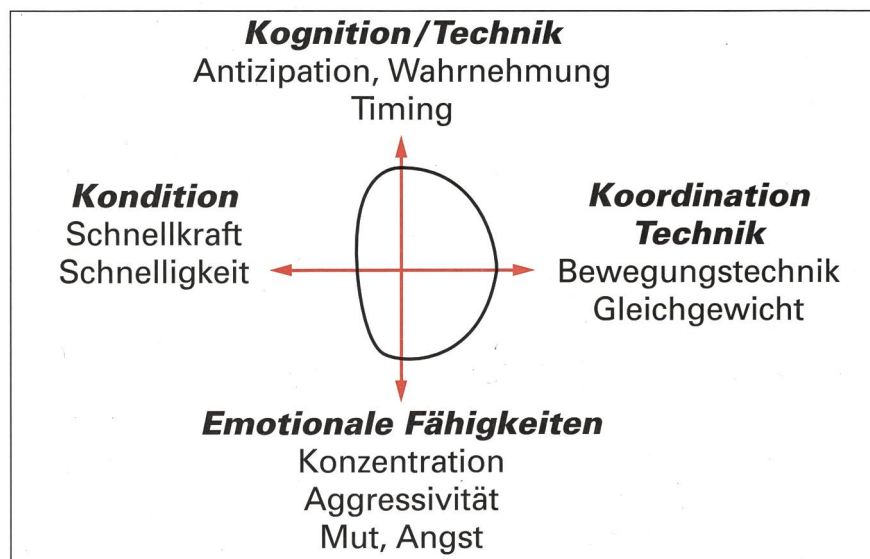 Kognition/Technik
Antizipation, Wahrnehmung
Timing
Kondition
Schnellkraft
Schnelligkeit
Koordination
Technik
Bewegungstechnik
Gleichgewicht
Emotionale Fähigkeiten
Konzentration
Aggressivität
Mut, Angst